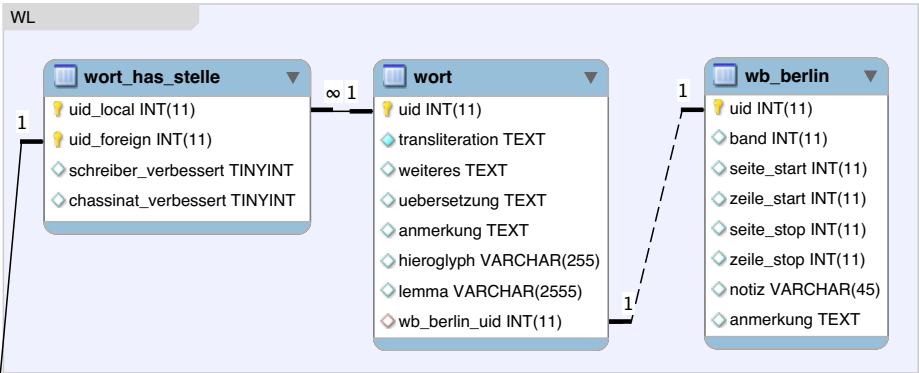 WL
wort_has_stelle
uid_local INT(11)
uid_foreign INT(11)
schreiber_verbessert TINYINT
chassinat_verbessert TINYINT
1
∞ 1
wort
uid INT(11)
transliteration TEXT
weiteres TEXT
uebersetzung TEXT
anmerkung TEXT
hieroglyph VARCHAR(255)
lemma VARCHAR(2555)
wb_berlin_uid INT(11)
1
1
wb_berlin
uid INT(11)
band INT(11)
seite_start INT(11)
zeile_start INT(11)
seite_stop INT(11)
zeile_stop INT(11)
notiz VARCHAR(45)
anmerkung TEXT